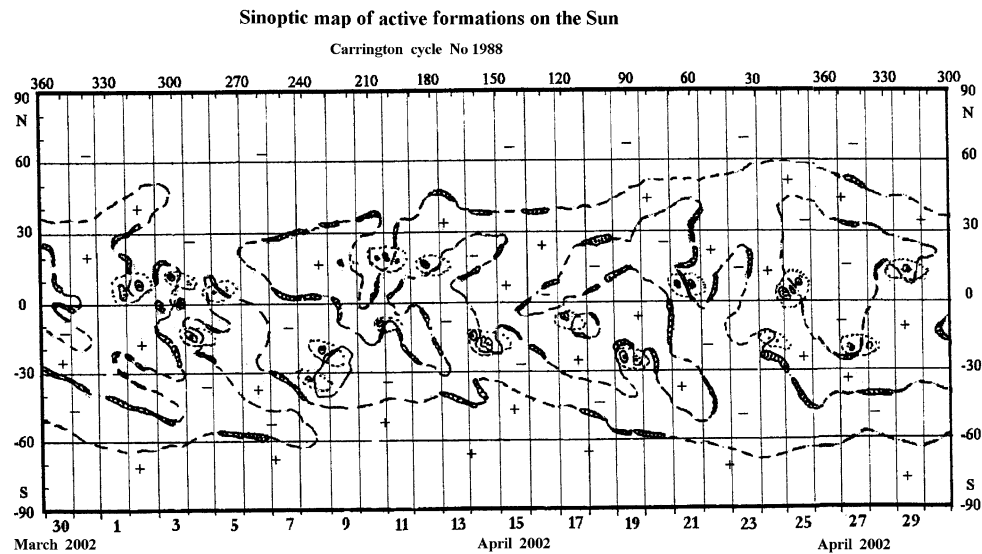 Sinoptic map of active formations on the Sun
Carrington cycle No 1988
360 330 300 270 240 210 180 150 120 90 60 30 360 330 300
90 90
N N
60 60
30 30
0 0
-30 -30
-60 -60
S S
-90 -90
30 1 3 5 7 9 11 13 15 17 19 21 23 25 27 29
March 2002 April 2002 April 2002